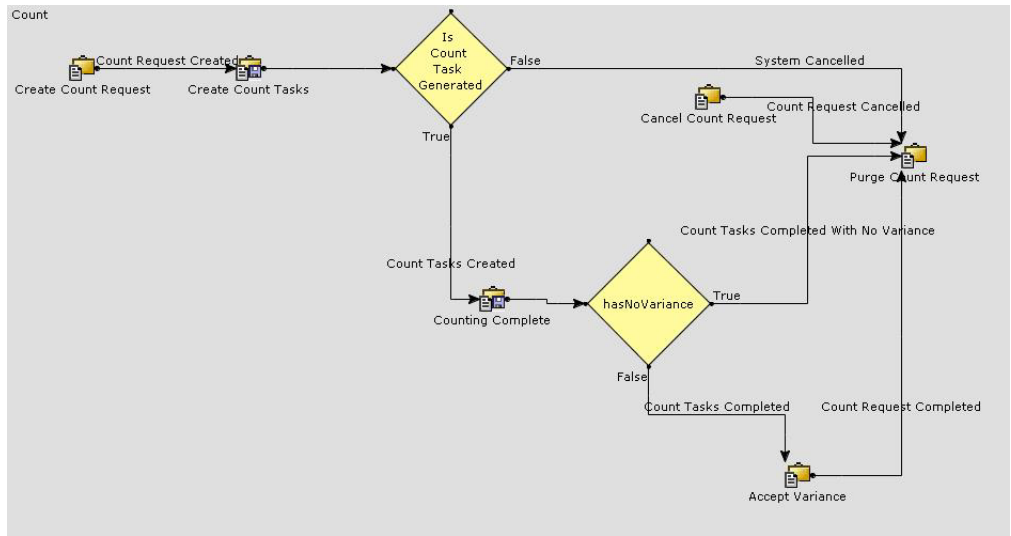 Count
Is
Count
Task
Generated
Count Request Created
False
System Cancelled
Create Count Request
Create Count Tasks
Count Request Cancelled
Cancel Count Request
True
Purge Count Request
Count Tasks Completed With No Variance
Count Tasks Created
hasNoVariance
True
Counting Complete
False
Count Tasks Completed
Count Request Completed
Accept Variance